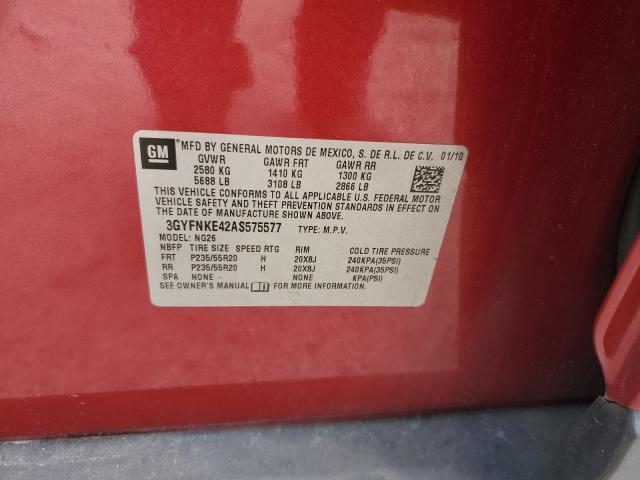 GM
MFD BY GENERAL MOTORS DE MEXICO, S. DE R.L. DE C.V. 01/10
GVWR GAWR FRT GAWR RR
2580 KG 1410 KG 1300 KG
5688 LB 3108 LB 2866 LB
THIS VEHICLE CONFORMS TO ALL APPLICABLE U.S. FEDERAL MOTOR
VEHICLE SAFETY AND THEFT PREVENTION STANDARDS IN EFFECT ON
THE DATE OF MANUFACTURE SHOWN ABOVE.
3GYFNKE42AS575577 TYPE: M.P.V.
MODEL: NG26
NBFP TIRE SIZE SPEED RTG RIM COLD TIRE PRESSURE
FRT P235/55R20 H 20X8J 240KPA(35PSI)
RR P235/55R20 H 20X8J 240KPA(35PSI)
SPA NONE - NONE KPA(PSI)
SEE OWNER'S MANUAL FOR MORE INFORMATION.